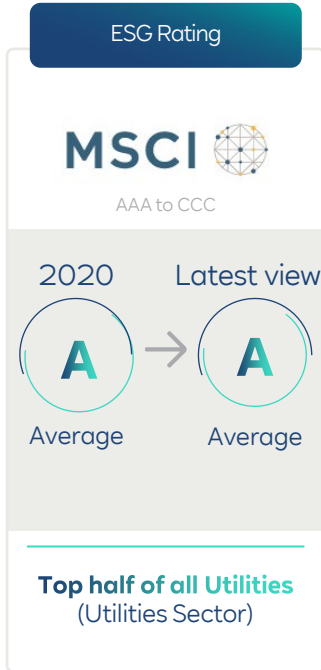 ESG Rating
MSCI
AAA to CCC
2020 Latest view
A A
Average Average
Top half of all Utilities
(Utilities Sector)